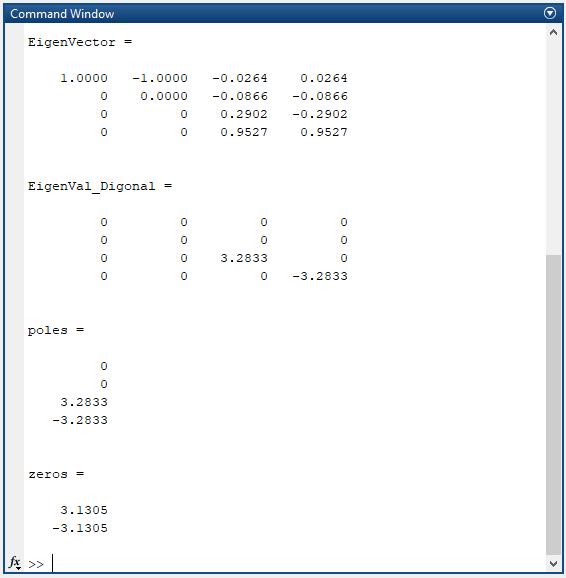 Command Window
EigenVector =
1.0000 -1.0000 -0.0264 0.0264
0 0.0000 -0.0866 -0.0866
0 0 0.2902 -0.2902
0 0 0.9527 0.9527
EigenVal_Digonal =
0 0 0 0
0 0 0 0
0 0 3.2833 0
0 0 0 -3.2833
poles =
0
0
3.2833
-3.2833
zeros =
3.1305
-3.1305
fx >>